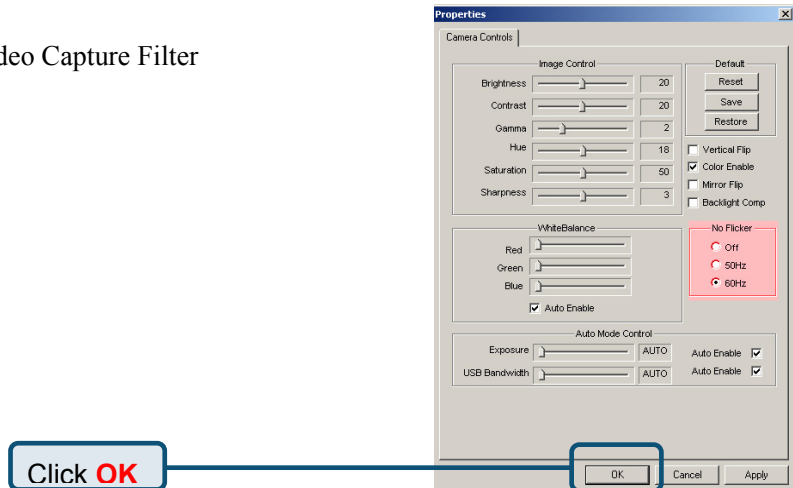 Properties
Camera Controls
deo Capture Filter
Image Control
Brightness 20
Contrast 20
Gamma 2
Hue 18
Saturation 50
Sharpness 3
Default
Reset
Save
Restore
Vertical Flip
Color Enable
Mirror Flip
Backlight Comp
WhiteBalance
Red
Green
Blue
Auto Enable
No Flicker
Off
50Hz
60Hz
Auto Mode Control
Exposure AUTO Auto Enable
USB Bandwidth AUTO Auto Enable
Click OK
OK Cancel Apply